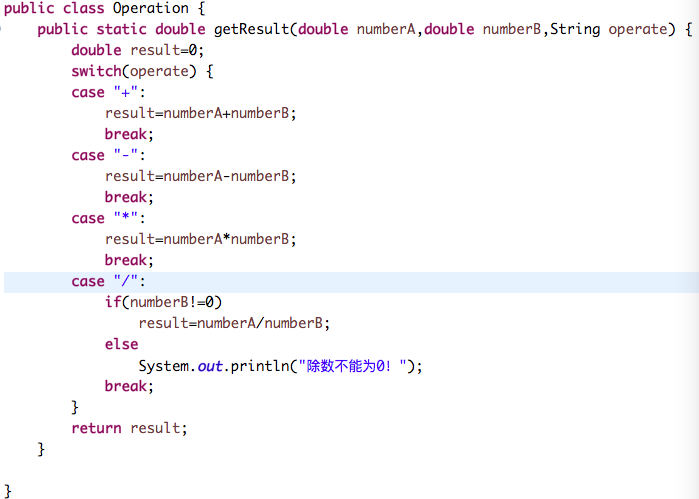 public class Operation {
    public static double getResult(double numberA,double numberB,String operate) {
        double result=0;
        switch(operate) {
        case "+":
            result=numberA+numberB;
            break;
        case "-":
            result=numberA-numberB;
            break;
        case "*":
            result=numberA*numberB;
            break;
        case "/":
            if(numberB!=0)
                result=numberA/numberB;
            else
                System.out.println("除数不能为0！");
            break;
        }
        return result;
    }
}